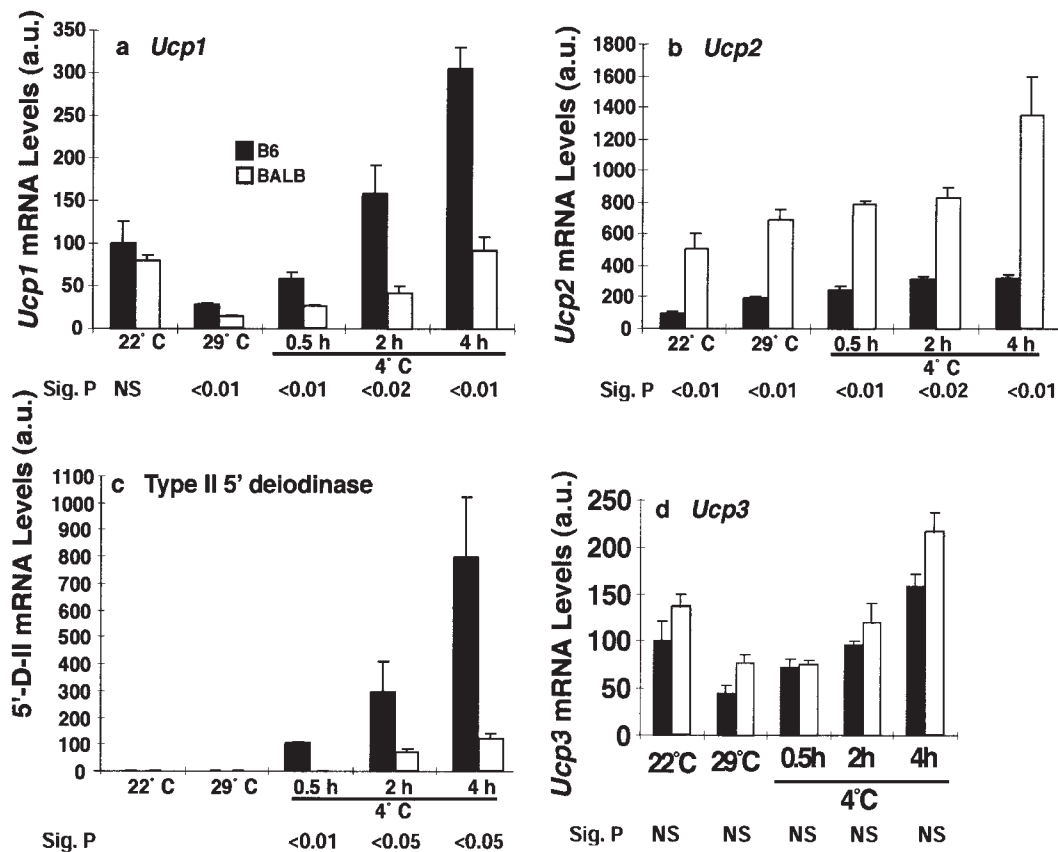 a Ucp1
Ucp1 mRNA Levels (a.u.)
350
300
250
200
150
100
50
0
B6
BALB
22° C 29° C 0.5 h 2 h 4 h
4° C
Sig. P NS <0.01 <0.01 <0.02 <0.01
b Ucp2
Ucp2 mRNA Levels (a.u.)
1800
1600
1400
1200
1000
800
600
400
200
0
22° C 29° C 0.5 h 2 h 4 h
4° C
<0.01 <0.01 <0.01 <0.02 <0.01
c Type II 5' deiodinase
5'-D-II mRNA Levels (a.u.)
1100
1000
900
800
700
600
500
400
300
200
100
0
22° C 29° C 0.5 h 2 h 4 h
4° C
Sig. P <0.01 <0.05 <0.05
d Ucp3
Ucp3 mRNA Levels (a.u.)
250
200
150
100
50
0
22°C 29°C 0.5h 2h 4h
4°C
Sig. P NS NS NS NS NS